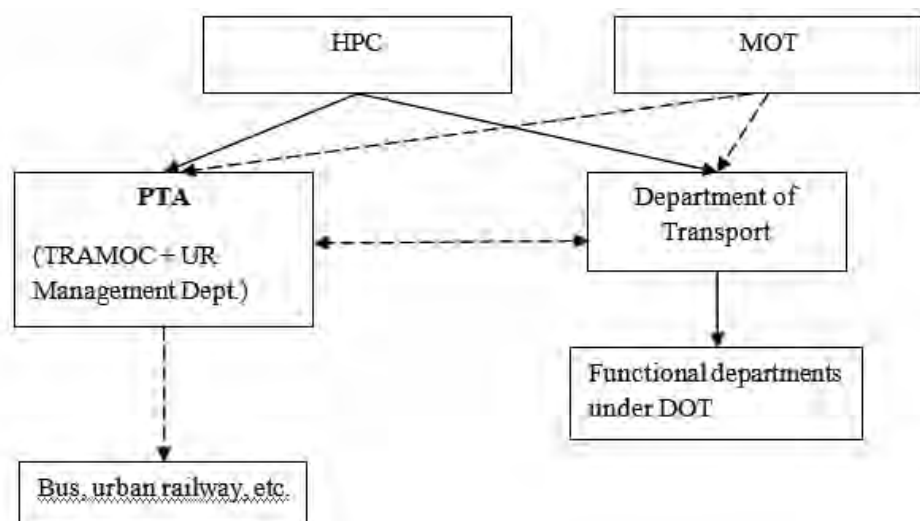 HPC
MOT
PTA
(TRAMOC + UR
Management Dept.)
Department of
Transport
Functional departments
under DOT
Bus, urban railway, etc.